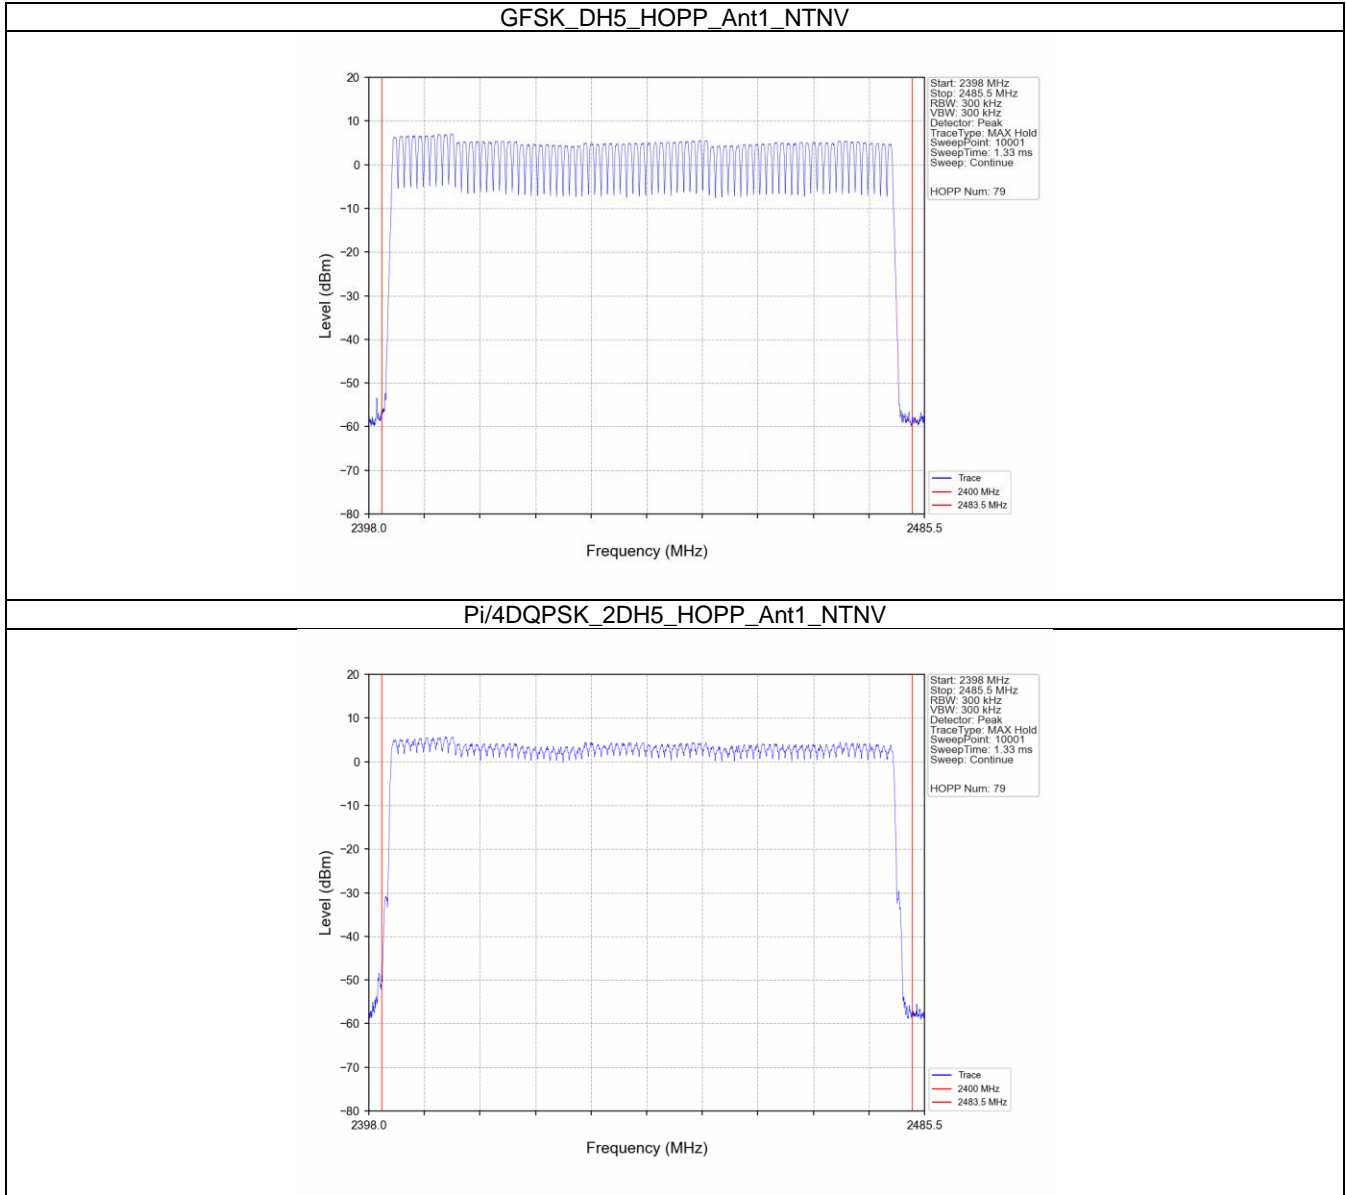 GFSK_DH5_HOPP_Ant1_NTNV
20
10
0
−10
−20
−30
−40
−50
−60
−70
−80
Level (dBm)
2398.0
2485.5
Frequency (MHz)
Start: 2398 MHz
Stop: 2485.5 MHz
RBW: 300 kHz
VBW: 300 kHz
Detector: Peak
TraceType: MAX Hold
SweepPoint: 10001
SweepTime: 1.33 ms
Sweep: Continue
HOPP Num: 79
Trace
2400 MHz
2483.5 MHz
Pi/4DQPSK_2DH5_HOPP_Ant1_NTNV
20
10
0
−10
−20
−30
−40
−50
−60
−70
−80
Level (dBm)
2398.0
2485.5
Frequency (MHz)
Start: 2398 MHz
Stop: 2485.5 MHz
RBW: 300 kHz
VBW: 300 kHz
Detector: Peak
TraceType: MAX Hold
SweepPoint: 10001
SweepTime: 1.33 ms
Sweep: Continue
HOPP Num: 79
Trace
2400 MHz
2483.5 MHz